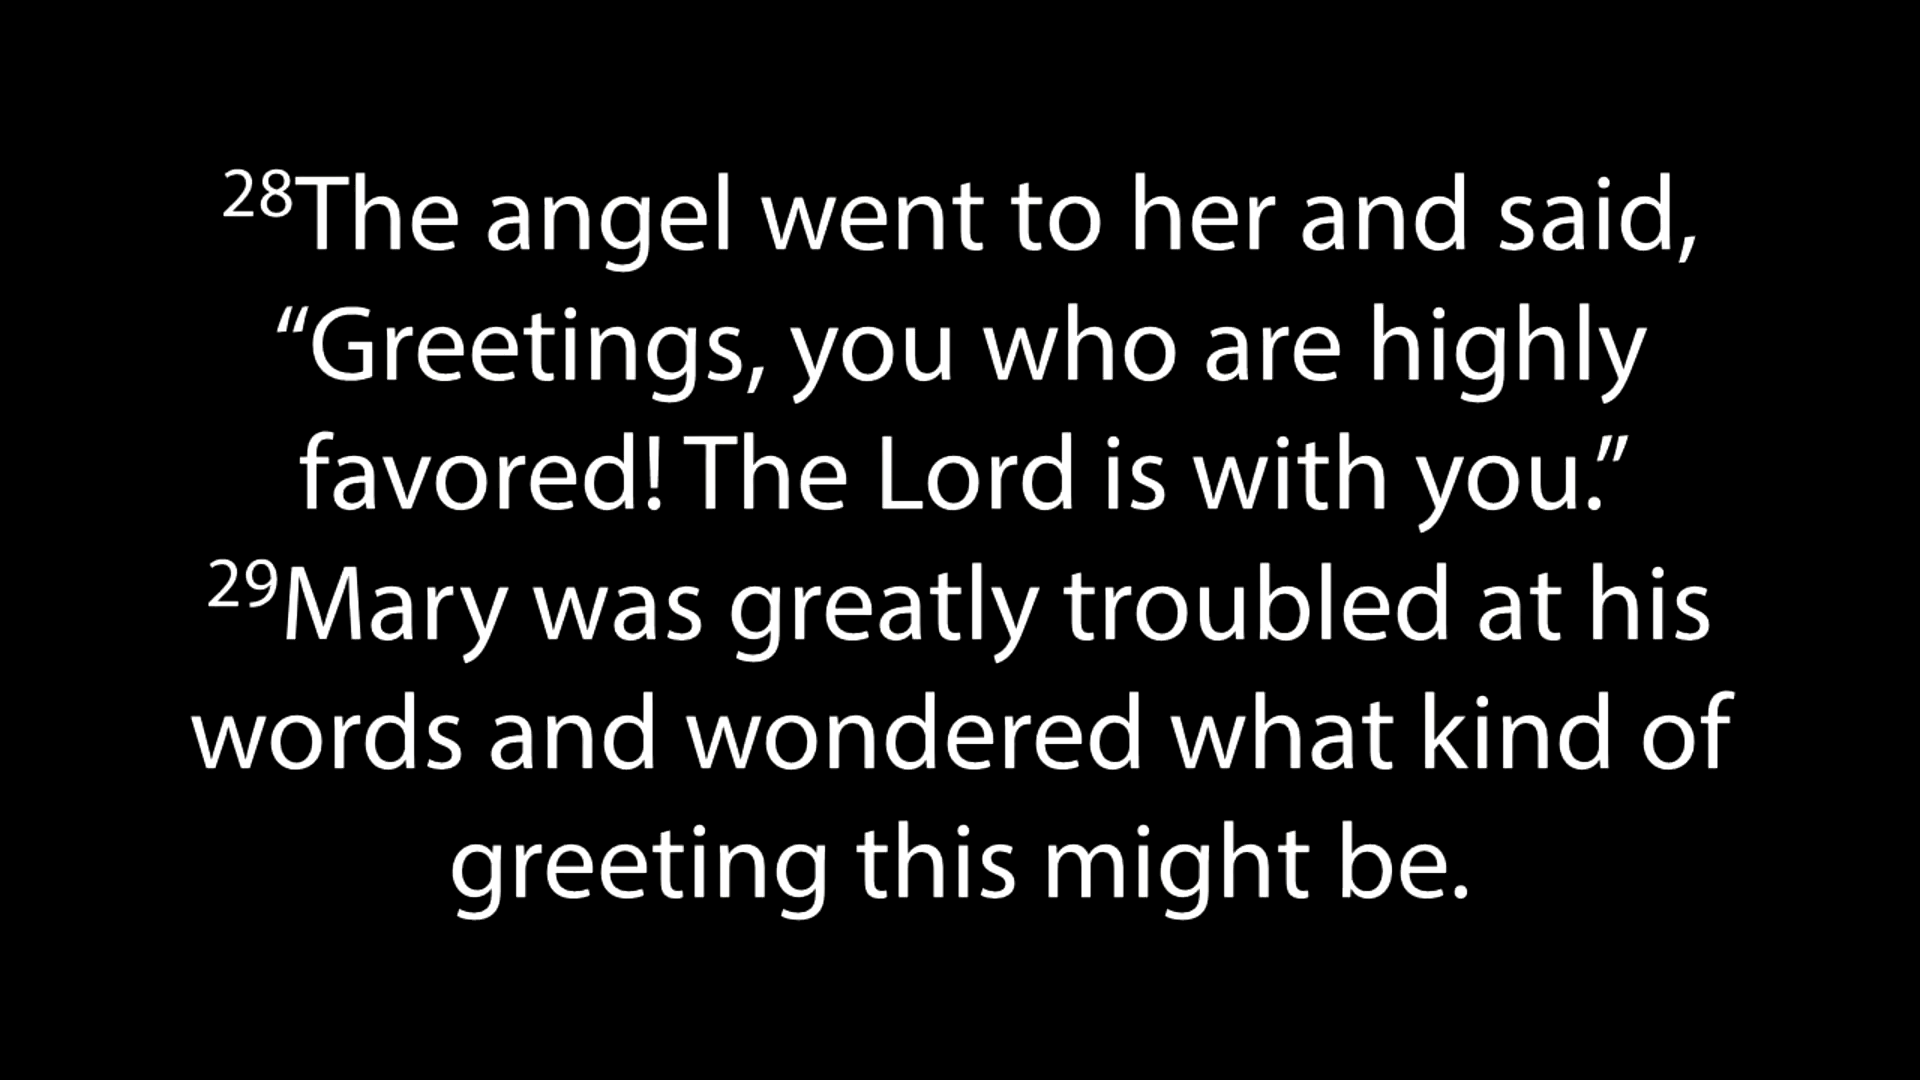 28The angel went to her and said,
“Greetings, you who are highly
favored! The Lord is with you.”
29Mary was greatly troubled at his
words and wondered what kind of
greeting this might be.